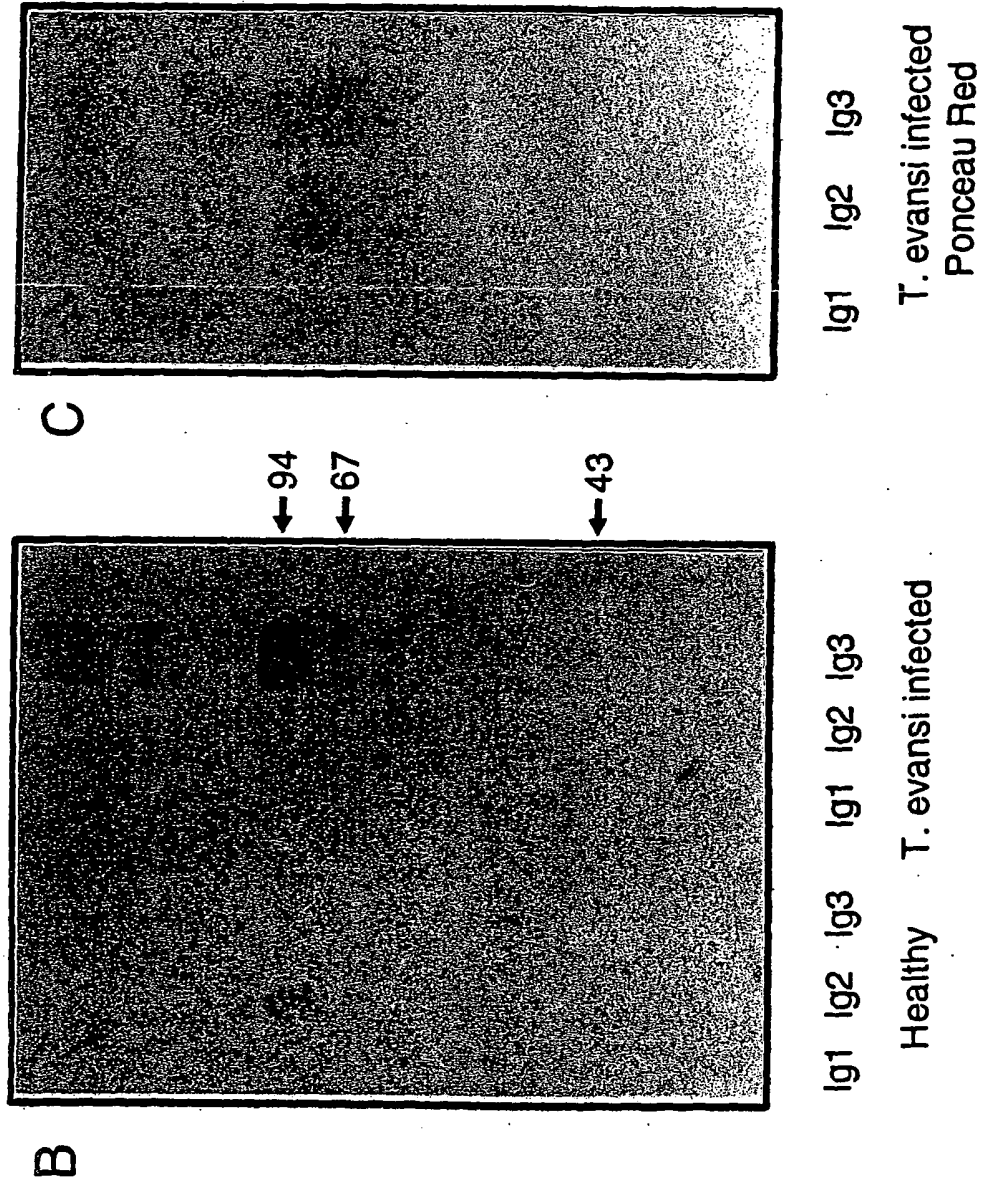 B
←94
←67
←43
Ig1 Ig2 Ig3 Ig1 Ig2 Ig3
Healthy T. evansi infected
C
Ig1 Ig2 Ig3
T. evansi infected
Ponceau Red